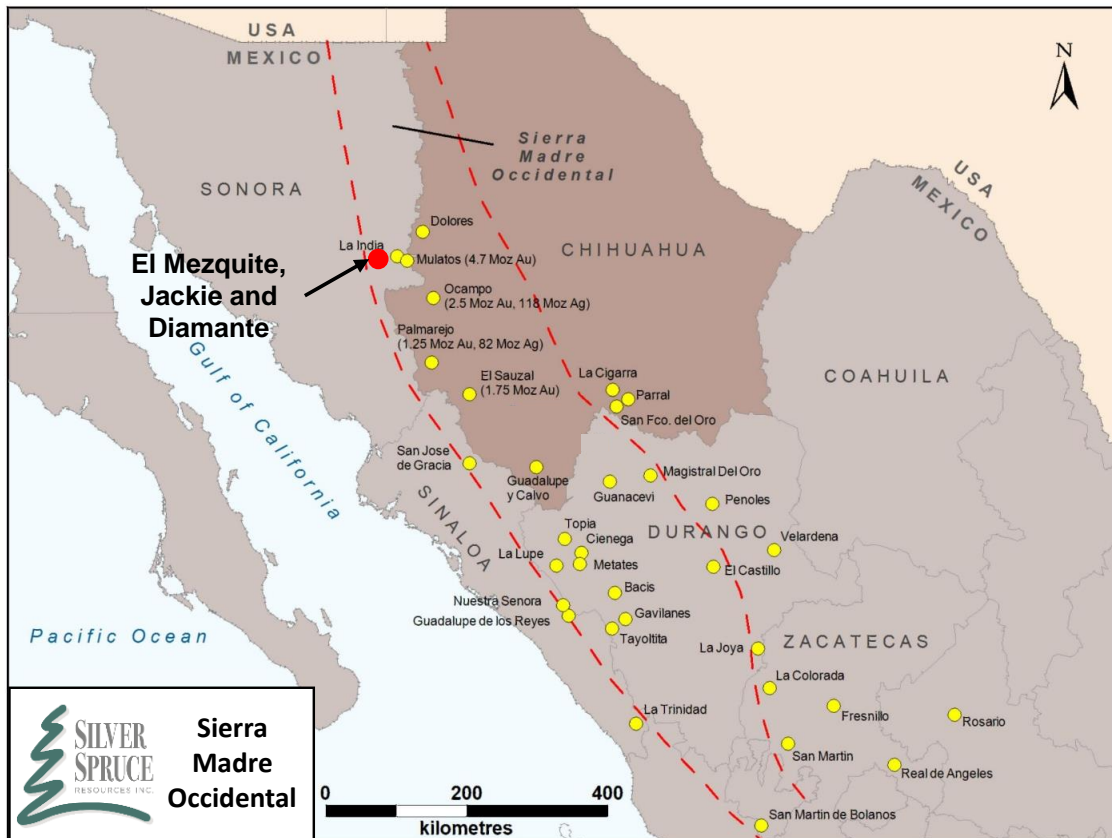 USA
MEXICO
N
Sierra
Madre
Occidental
USA
MEXICO
SONORA
CHIHUAHUA
COAHUILA
Dolores
La India
Mulatos (4.7 Moz Au)
El Mezquite,
Jackie and
Diamante
Ocampo
(2.5 Moz Au, 118 Moz Ag)
Palmarejo
(1.25 Moz Au, 82 Moz Ag)
El Sauzal
(1.75 Moz Au)
La Cigarra
Parral
San Fco. del Oro
Gulf of California
San Jose
de Gracia
Guadalupe
y Calvo
Guanacevi
Magistral Del Oro
Penoles
SINALOA
DURANGO
Topia
Cienega
La Lupe
Metates
Velardena
El Castillo
Bacis
Nuestra Senora
Guadalupe de los Reyes
Gavilanes
Tayoltita
Pacific Ocean
La Joya
ZACATECAS
La Colorada
Fresnillo
Rosario
La Trinidad
San Martin
Real de Angeles
San Martin de Bolanos
SILVER
SPRUCE
RESOURCES INC.
Sierra
Madre
Occidental
0 200 400
kilometres